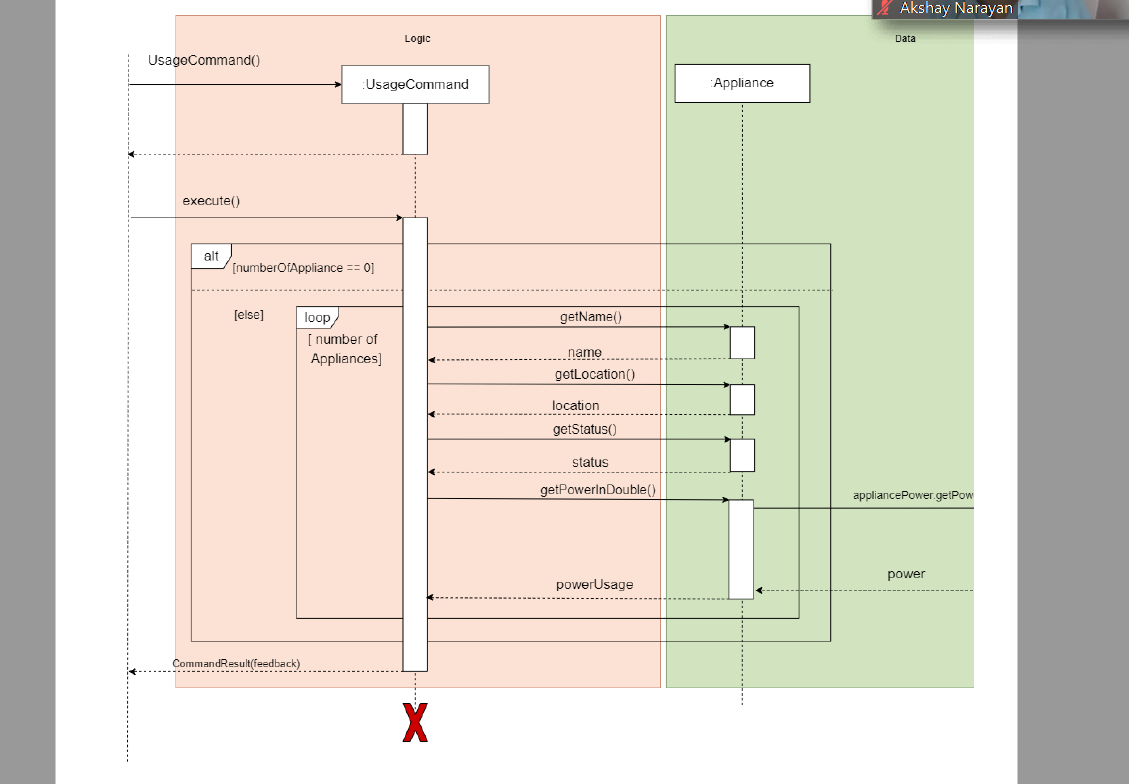 Akshay Narayan
Logic
Data
UsageCommand()
:UsageCommand
:Appliance
execute()
alt
[numberOfAppliance == 0]
[else]
loop
[ number of
Appliances]
getName()
name
getLocation()
location
getStatus()
status
getPowerInDouble()
appliancePower.getPow
power
powerUsage
CommandResult(feedback)
X